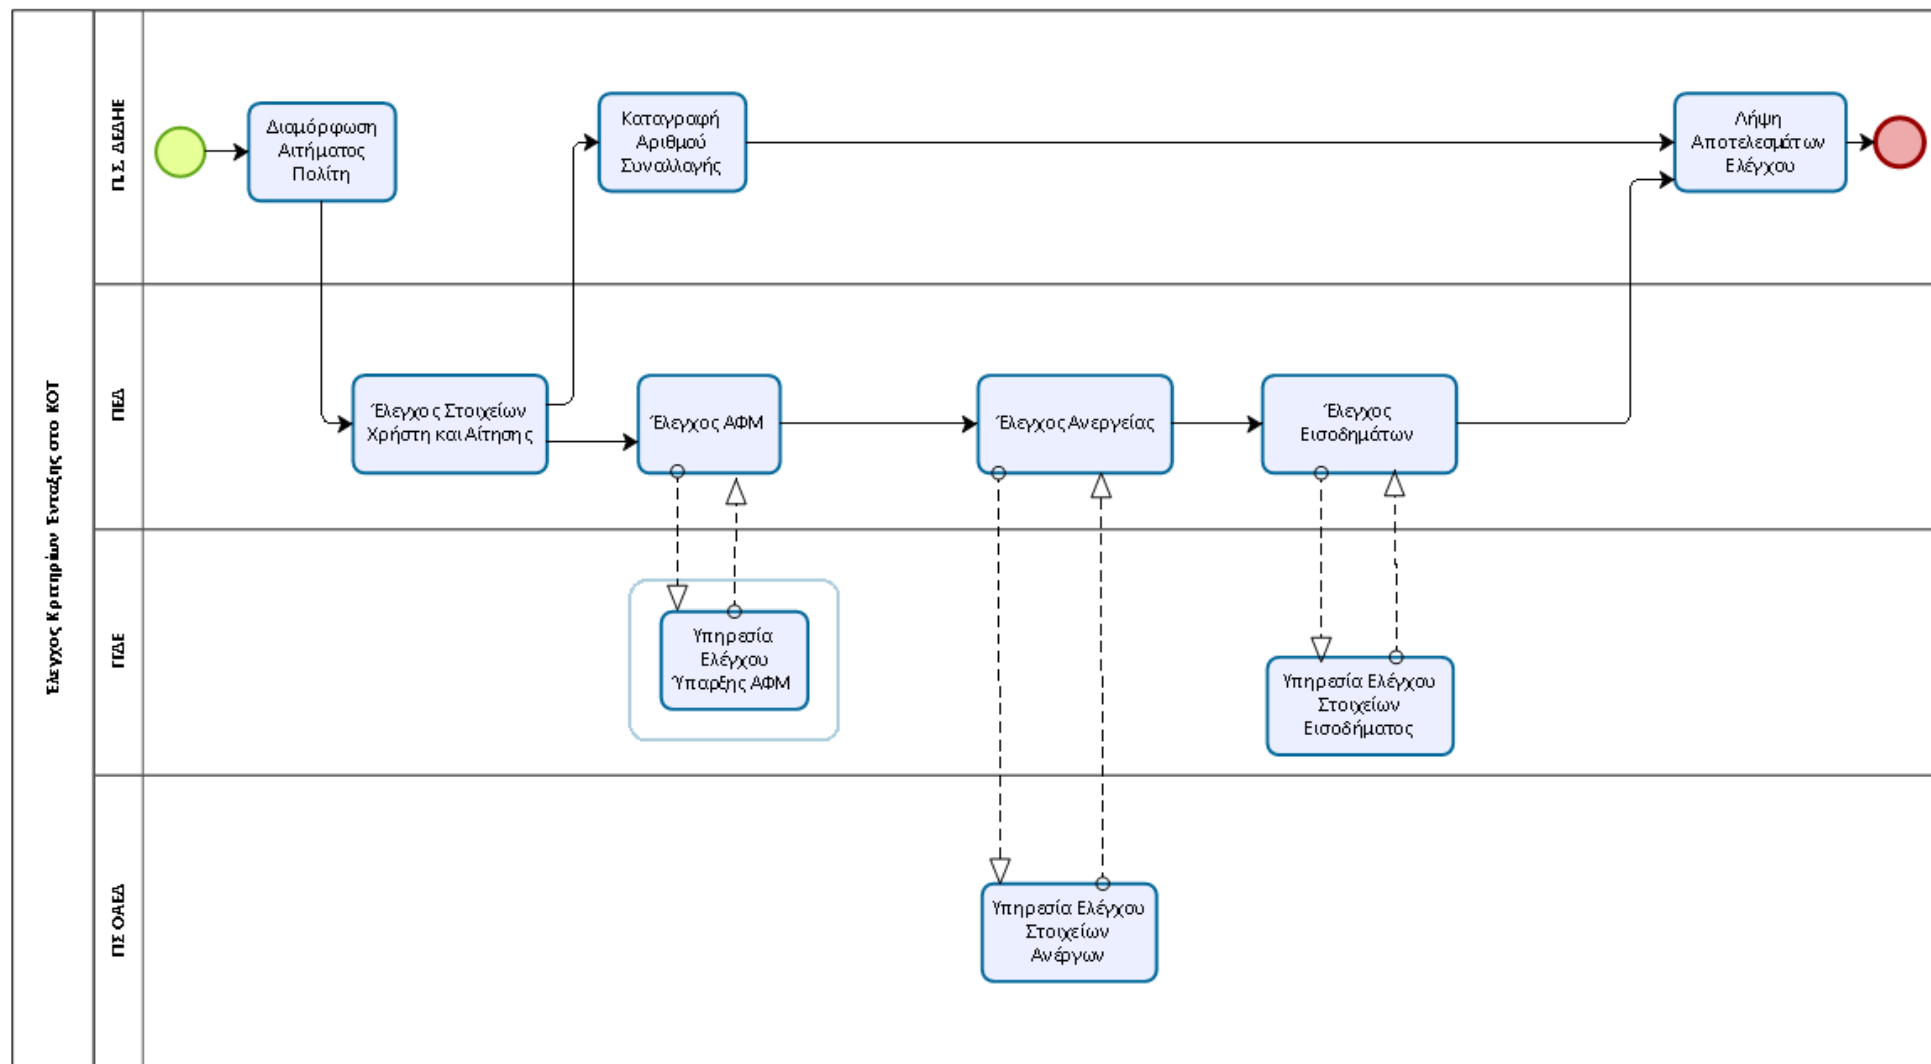 Έλεγχος Κριτηρίων Ένταξης στο ΚΟΤ
Π.Σ. ΔΕΔΗΕ
Διαμόρφωση
Αιτήματος
Πολίτη
Καταγραφή
Αριθμού
Συναλλαγής
Λήψη
Αποτελεσμάτων
Ελέγχου
ΠΕΔ
Έλεγχος Στοιχείων
Χρήστη και Αίτησης
Έλεγχος ΑΦΜ
Έλεγχος Ανεργείας
Έλεγχος
Εισοδημάτων
Υπηρεσία
Ελέγχου
Ύπαρξης ΑΦΜ
Υπηρεσία Ελέγχου
Στοιχείων
Εισοδήματος
ΠΣ ΟΑΕΔ
Υπηρεσία Ελέγχου
Στοιχείων
Ανέργων